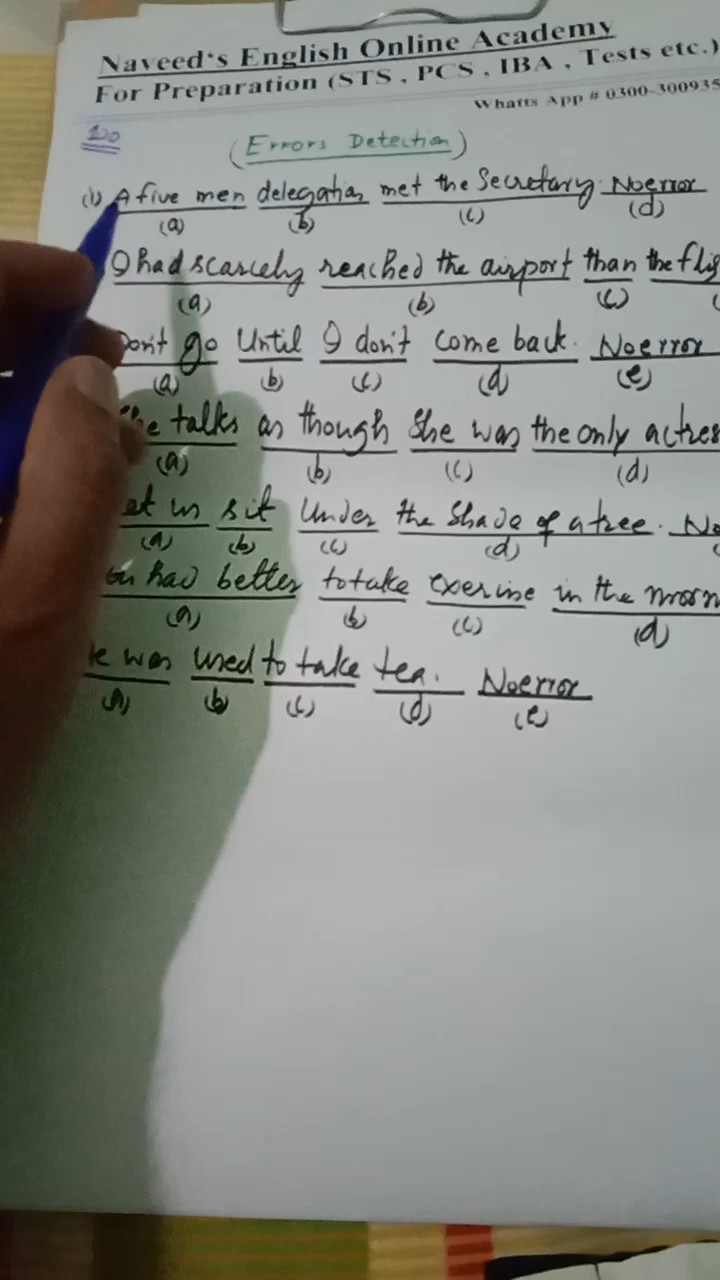 Naveed's English Online Academy
For Preparation (STS , PCS , IBA , Tests etc.)
Whatts App # 0300-300935
100
(Errors Detection)
(1) A five men delegation met the Secretary. No error
(a) (b) (c) (d)
I had scarcely reached the airport than the
(a) (b) (c)
Don't go Until I don't come back. No error
(a) (b) (c) (d) (e)
talks as though She was the only
(a) (b) (c) (d)
us sit Under the Shade of a tree.
(a) (b) (c) (d)
had better to take exercise in the
(a) (b) (c) (d)
was used to take tea. No error
(a) (b) (c) (d) (e)